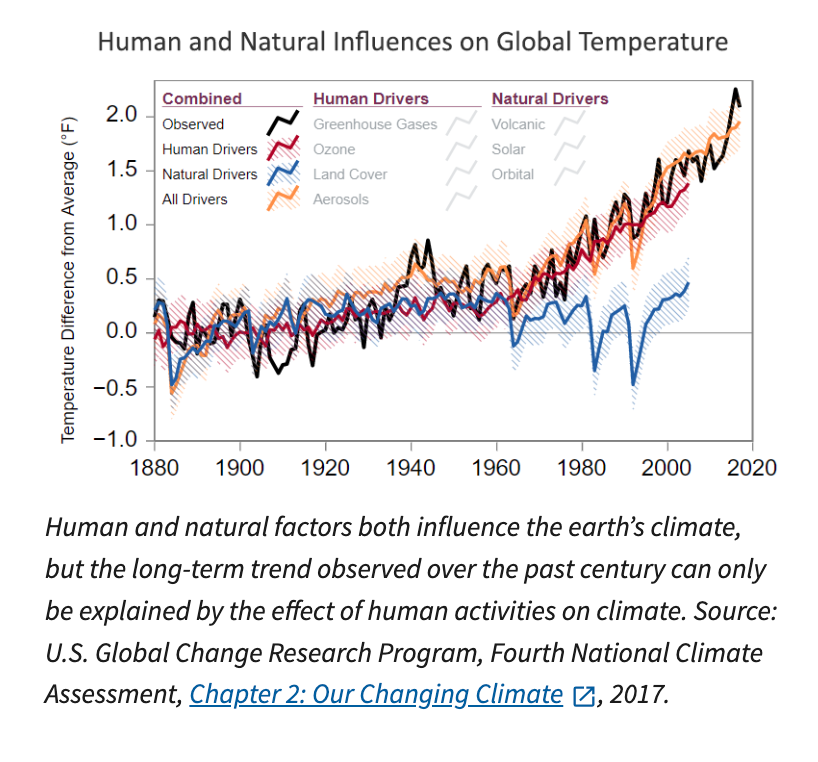 Human and Natural Influences on Global Temperature
Combined Human Drivers Natural Drivers
Observed Greenhouse Gases Volcanic
Human Drivers Ozone Solar
Natural Drivers Land Cover Orbital
All Drivers Aerosols
Temperature Difference from Average (°F)
2.0
1.5
1.0
0.5
0.0
−0.5
−1.0
1880 1900 1920 1940 1960 1980 2000 2020
Human and natural factors both influence the earth’s climate,
but the long-term trend observed over the past century can only
be explained by the effect of human activities on climate. Source:
U.S. Global Change Research Program, Fourth National Climate
Assessment, Chapter 2: Our Changing Climate, 2017.